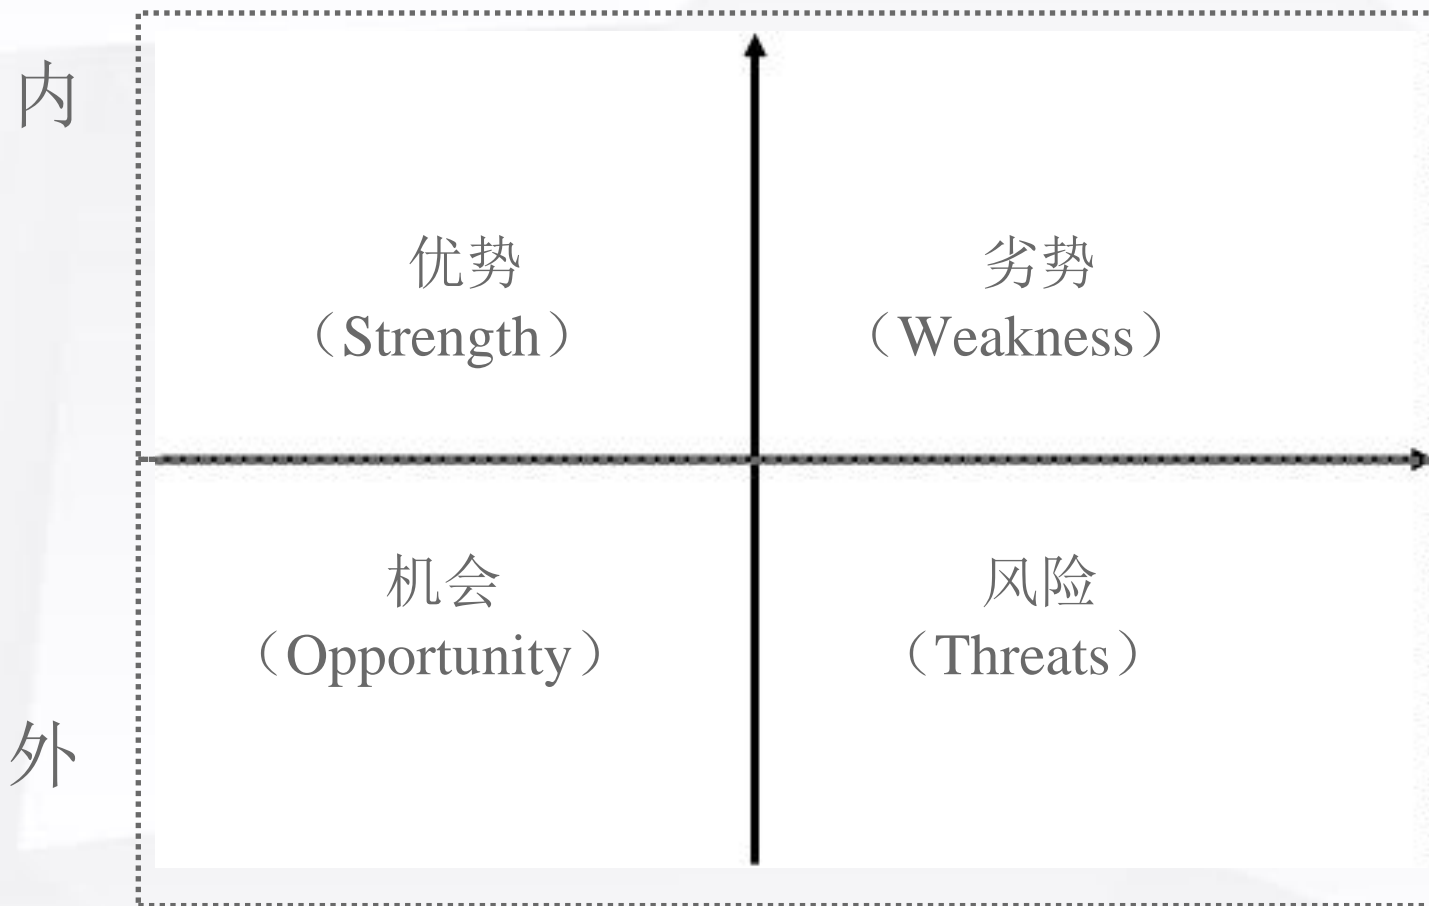 内
优势
（Strength）
劣势
（Weakness）
机会
（Opportunity）
风险
（Threats）
外